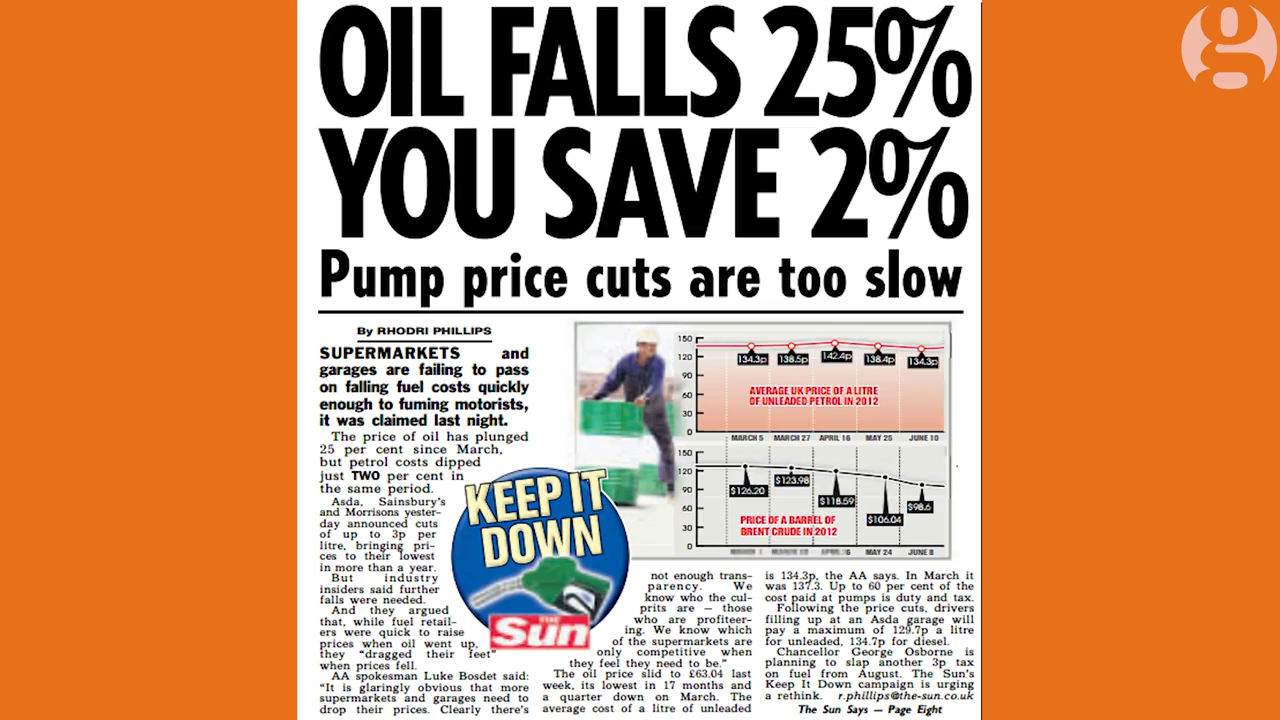 OIL FALLS 25%
YOU SAVE 2%
Pump price cuts are too slow
By RHODRI PHILLIPS
SUPERMARKETS and
garages are failing to pass
on falling fuel costs quickly
enough to fuming motorists,
it was claimed last night.
The price of oil has plunged
25 per cent since March,
but petrol costs dipped
just TWO per cent in
the same period.
Asda, Sainsbury's
and Morrisons yester-
day announced cuts
of up to 3p per
litre, bringing pri-
ces to their lowest
in more than a year.
But industry
insiders said further
falls were needed.
And they argued
that, while fuel retail-
ers were quick to raise
prices when oil went up,
they "dragged their feet"
when prices fell.
AA spokesman Luke Bosdet said:
"It is glaringly obvious that more
supermarkets and garages need to
drop their prices. Clearly there's
KEEP IT
DOWN
THE
Sun
150
120
90
60
30
0
134.3p
138.5p
142.4p
138.4p
134.3p
AVERAGE UK PRICE OF A LITRE
OF UNLEADED PETROL IN 2012
MARCH 5
MARCH 27
APRIL 16
MAY 25
JUNE 10
150
120
90
60
30
0
$126.20
$123.98
$118.59
$106.04
$98.6
PRICE OF A BARREL OF
BRENT CRUDE IN 2012
MAY 24
JUNE 8
not enough trans-
parency. We
know who the cul-
prits are — those
who are profiteer-
ing. We know which
of the supermarkets are
only competitive when
they feel they need to be."
The oil price slid to £63.04 last
week, its lowest in 17 months and
a quarter down on March. The
average cost of a litre of unleaded
is 134.3p, the AA says. In March it
was 137.3. Up to 60 per cent of the
cost paid at pumps is duty and tax.
Following the price cuts, drivers
filling up at an Asda garage will
pay a maximum of 129.7p a litre
for unleaded, 134.7p for diesel.
Chancellor George Osborne is
planning to slap another 3p tax
on fuel from August. The Sun's
Keep It Down campaign is urging
a rethink. r.phillips@the-sun.co.uk
The Sun Says — Page Eight
g